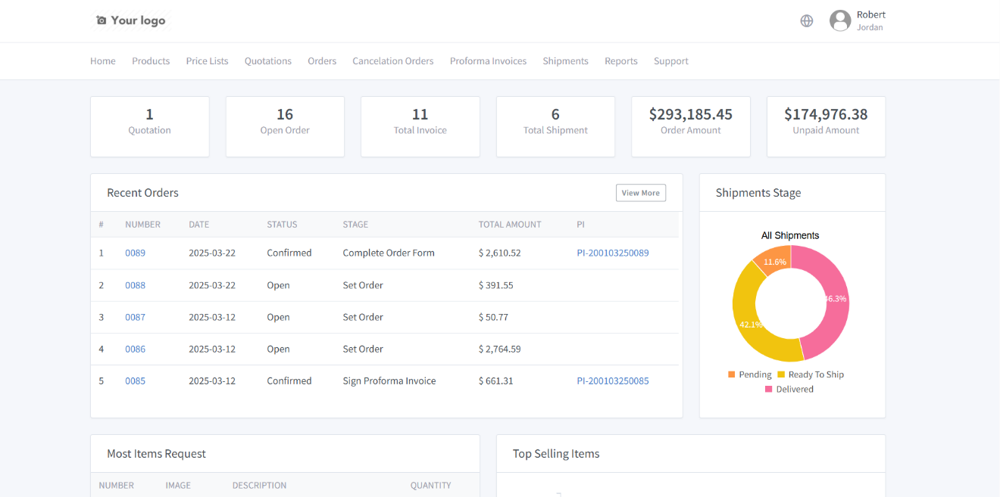 Your logo
Robert
Jordan
Home Products Price Lists Quotations Orders Cancelation Orders Proforma Invoices Shipments Reports Support
1 16 11 6 $293,185.45 $174,976.38
Quotation Open Order Total Invoice Total Shipment Order Amount Unpaid Amount
Recent Orders View More
# NUMBER DATE STATUS STAGE TOTAL AMOUNT PI
1 0089 2025-03-22 Confirmed Complete Order Form $ 2,610.52 PI-200103250089
2 0088 2025-03-22 Open Set Order $ 391.55
3 0087 2025-03-12 Open Set Order $ 50.77
4 0086 2025-03-12 Open Set Order $ 2,764.59
5 0085 2025-03-12 Confirmed Sign Proforma Invoice $ 661.31 PI-200103250085
Shipments Stage
All Shipments
11.6%
46.3%
42.1%
Pending Ready To Ship
Delivered
Most Items Request
NUMBER IMAGE DESCRIPTION QUANTITY
Top Selling Items